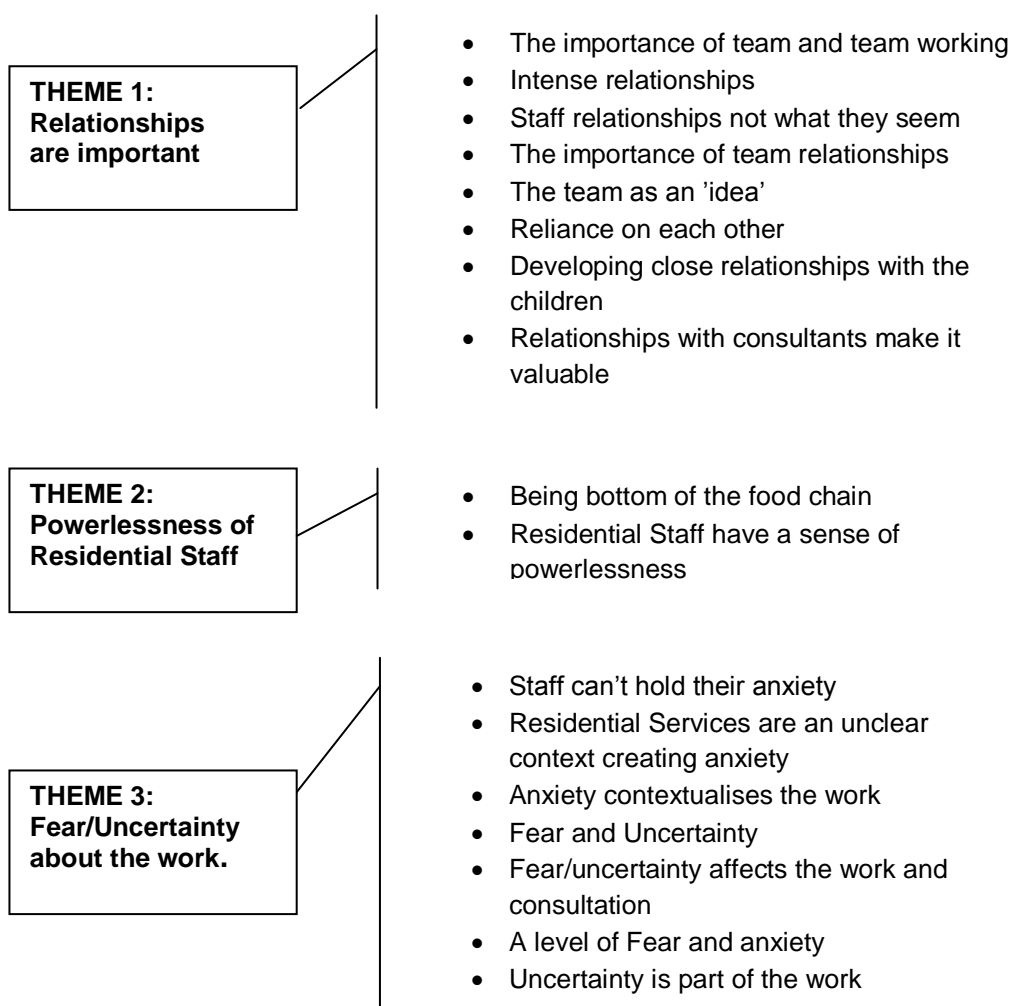 THEME 1:
Relationships
are important
• The importance of team and team working
• Intense relationships
• Staff relationships not what they seem
• The importance of team relationships
• The team as an ’idea’
• Reliance on each other
• Developing close relationships with the
children
• Relationships with consultants make it
valuable
THEME 2:
Powerlessness of
Residential Staff
• Being bottom of the food chain
• Residential Staff have a sense of
powerlessness
THEME 3:
Fear/Uncertainty
about the work.
• Staff can’t hold their anxiety
• Residential Services are an unclear
context creating anxiety
• Anxiety contextualises the work
• Fear and Uncertainty
• Fear/uncertainty affects the work and
consultation
• A level of Fear and anxiety
• Uncertainty is part of the work